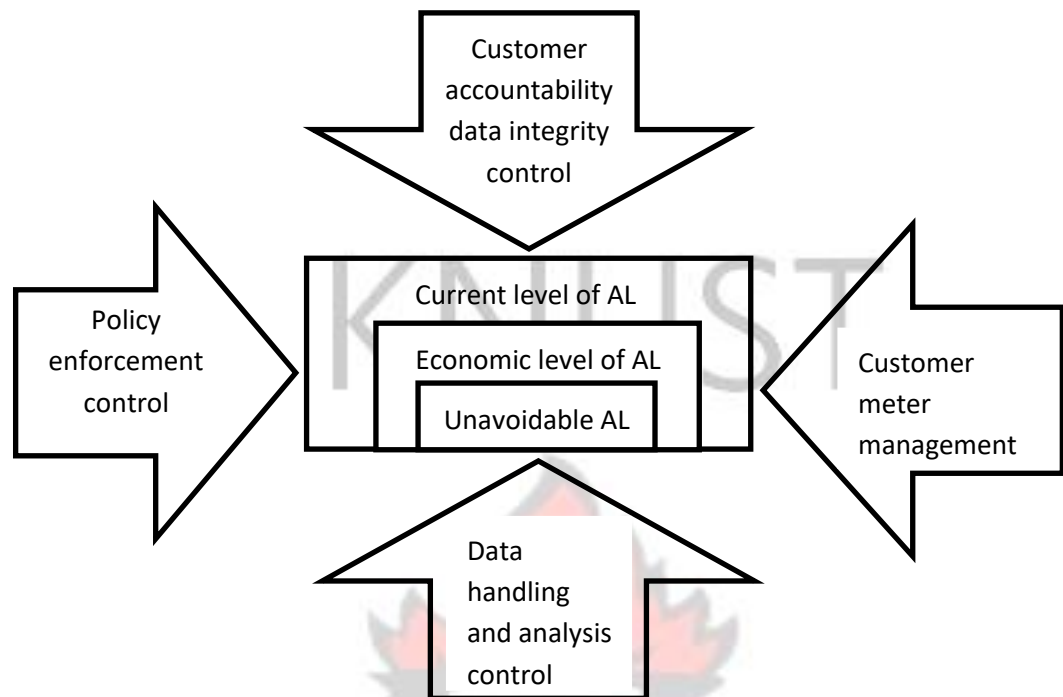 Customer
accountability
data integrity
control
KNUST
Current level of AL
Policy
enforcement
control
Economic level of AL
Customer
meter
management
Unavoidable AL
Data
handling
and analysis
control